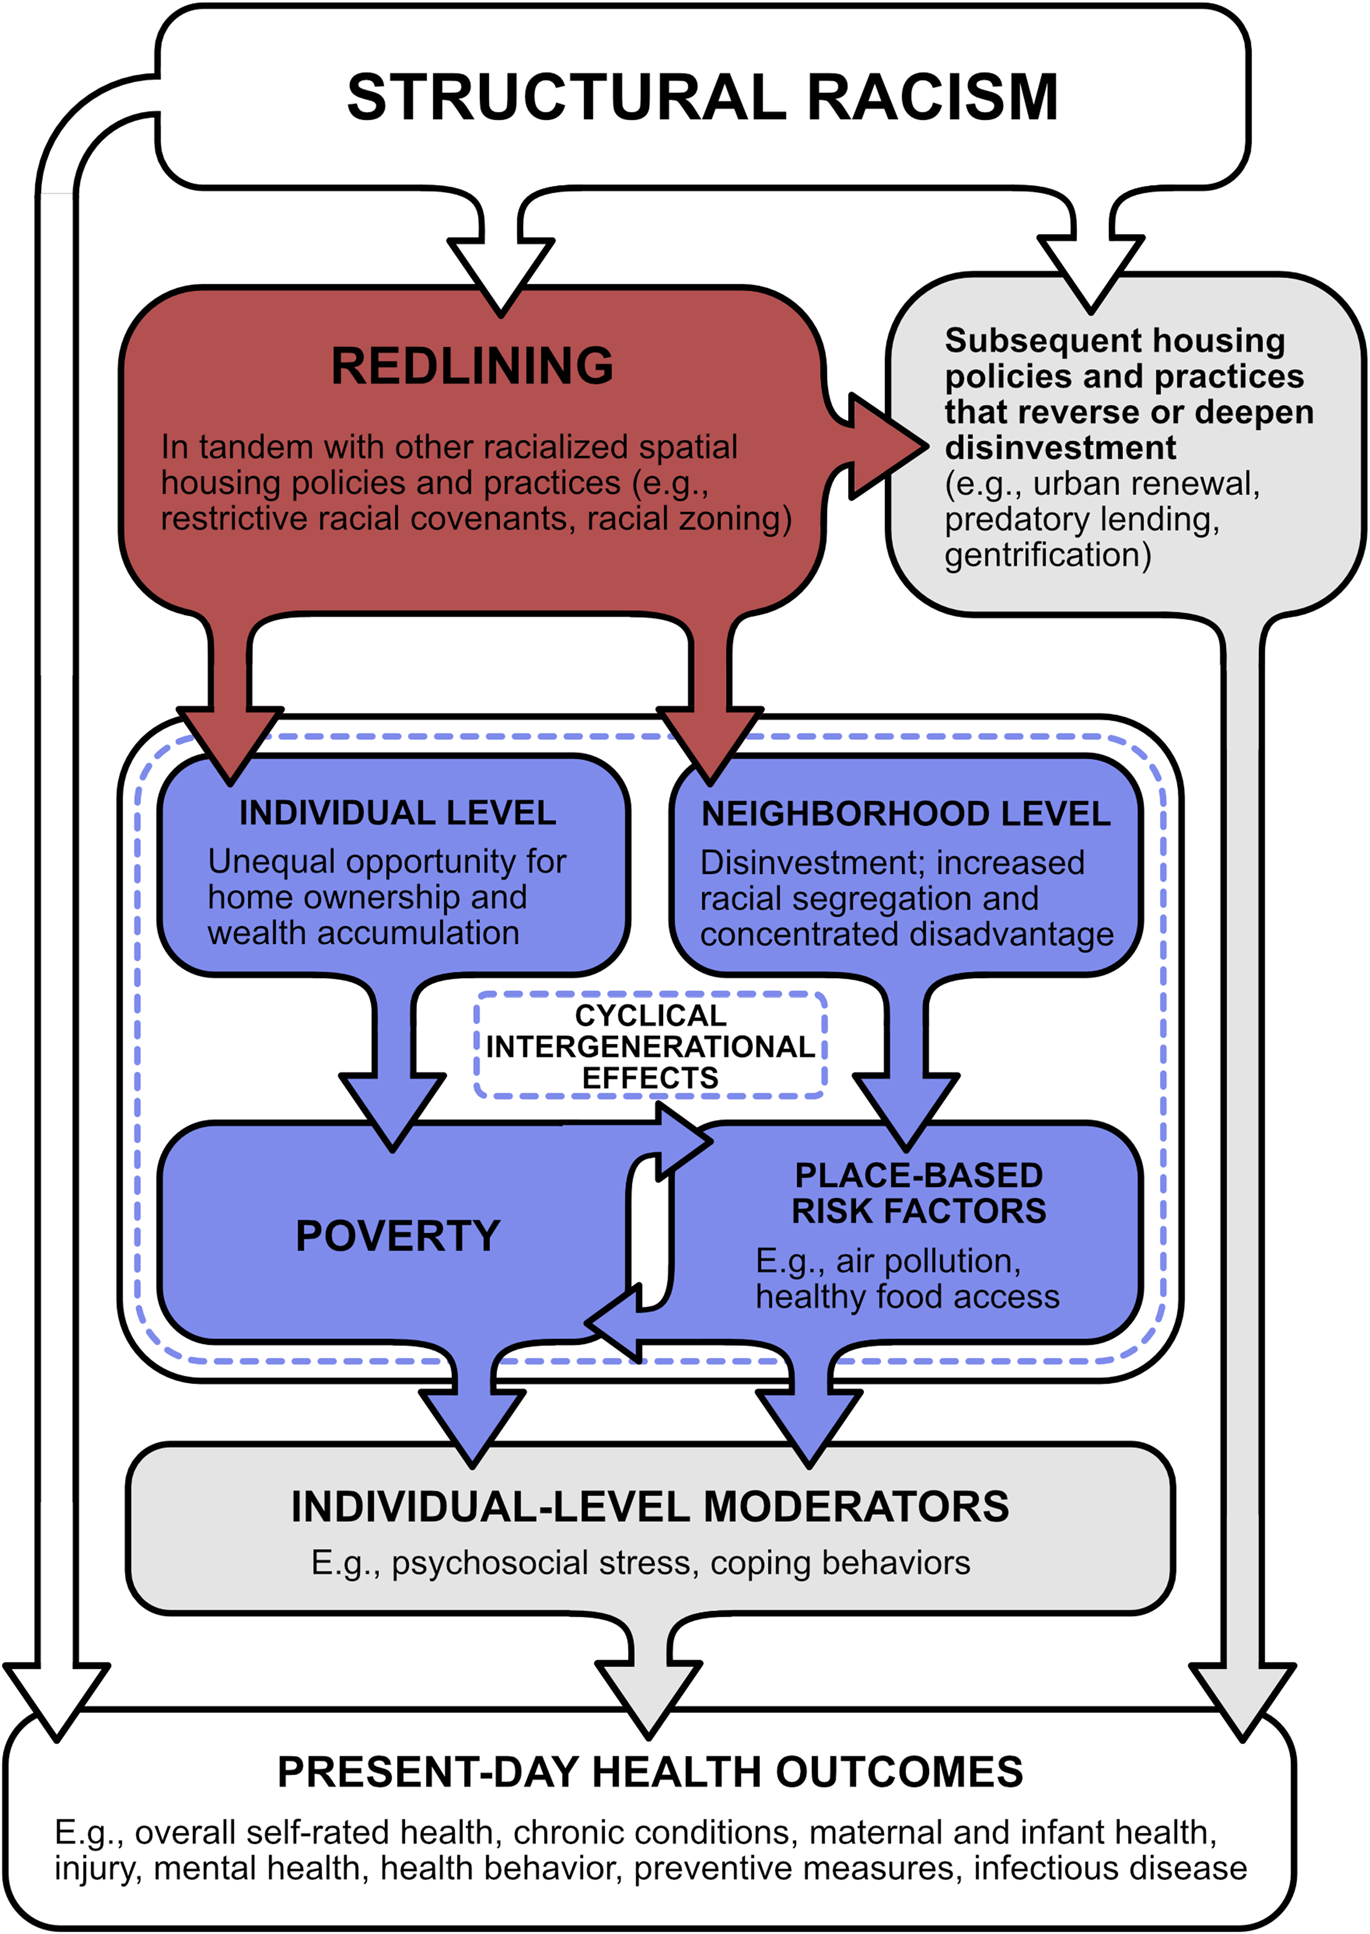 STRUCTURAL RACISM
REDLINING
In tandem with other racialized spatial
housing policies and practices (e.g.,
restrictive racial covenants, racial zoning)
Subsequent housing
policies and practices
that reverse or deepen
disinvestment
(e.g., urban renewal,
predatory lending,
gentrification)
INDIVIDUAL LEVEL
Unequal opportunity for
home ownership and
wealth accumulation
NEIGHBORHOOD LEVEL
Disinvestment; increased
racial segregation and
concentrated disadvantage
CYCLICAL
INTERGENERATIONAL
EFFECTS
POVERTY
PLACE-BASED
RISK FACTORS
E.g., air pollution,
healthy food access
INDIVIDUAL-LEVEL MODERATORS
E.g., psychosocial stress, coping behaviors
PRESENT-DAY HEALTH OUTCOMES
E.g., overall self-rated health, chronic conditions, maternal and infant health,
injury, mental health, health behavior, preventive measures, infectious disease